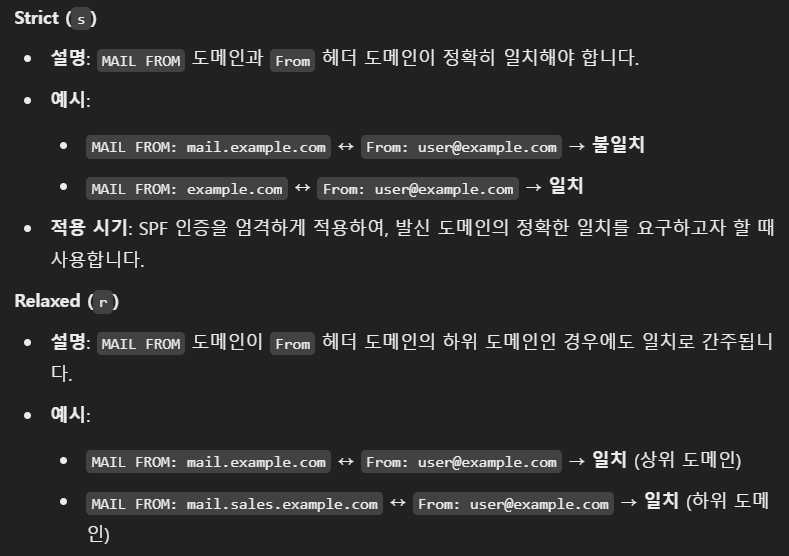 Strict (s)
• 설명: MAIL FROM 도메인과 From 헤더 도메인이 정확히 일치해야 합니다.
• 예시:
• MAIL FROM: mail.example.com ↔ From: user@example.com → 불일치
• MAIL FROM: example.com ↔ From: user@example.com → 일치
• 적용 시기: SPF 인증을 엄격하게 적용하여, 발신 도메인의 정확한 일치를 요구하고자 할 때
사용합니다.
Relaxed (r)
• 설명: MAIL FROM 도메인이 From 헤더 도메인의 하위 도메인인 경우에도 일치로 간주됩니
다.
• 예시:
• MAIL FROM: mail.example.com ↔ From: user@example.com → 일치 (상위 도메인)
• MAIL FROM: mail.sales.example.com ↔ From: user@example.com → 일치 (하위 도메
인)